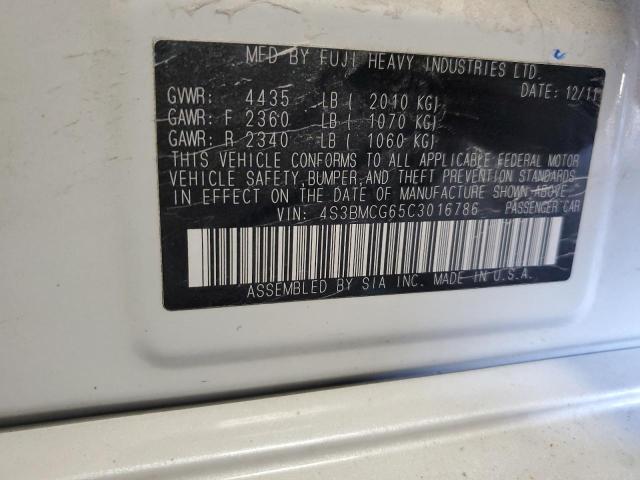 MFD BY FUJI HEAVY INDUSTRIES LTD.
DATE: 12/11
GVWR: 4435 LB ( 2010 KG)
GAWR: F 2360 LB ( 1070 KG)
GAWR: R 2340 LB ( 1060 KG)
THIS VEHICLE CONFORMS TO ALL APPLICABLE FEDERAL MOTOR
VEHICLE SAFETY, BUMPER, AND THEFT PREVENTION STANDARDS
IN EFFECT ON THE DATE OF MANUFACTURE SHOWN ABOVE.
VIN: 4S3BMCG65C3016786 PASSENGER CAR
ASSEMBLED BY SIA INC. MADE IN U.S.A.